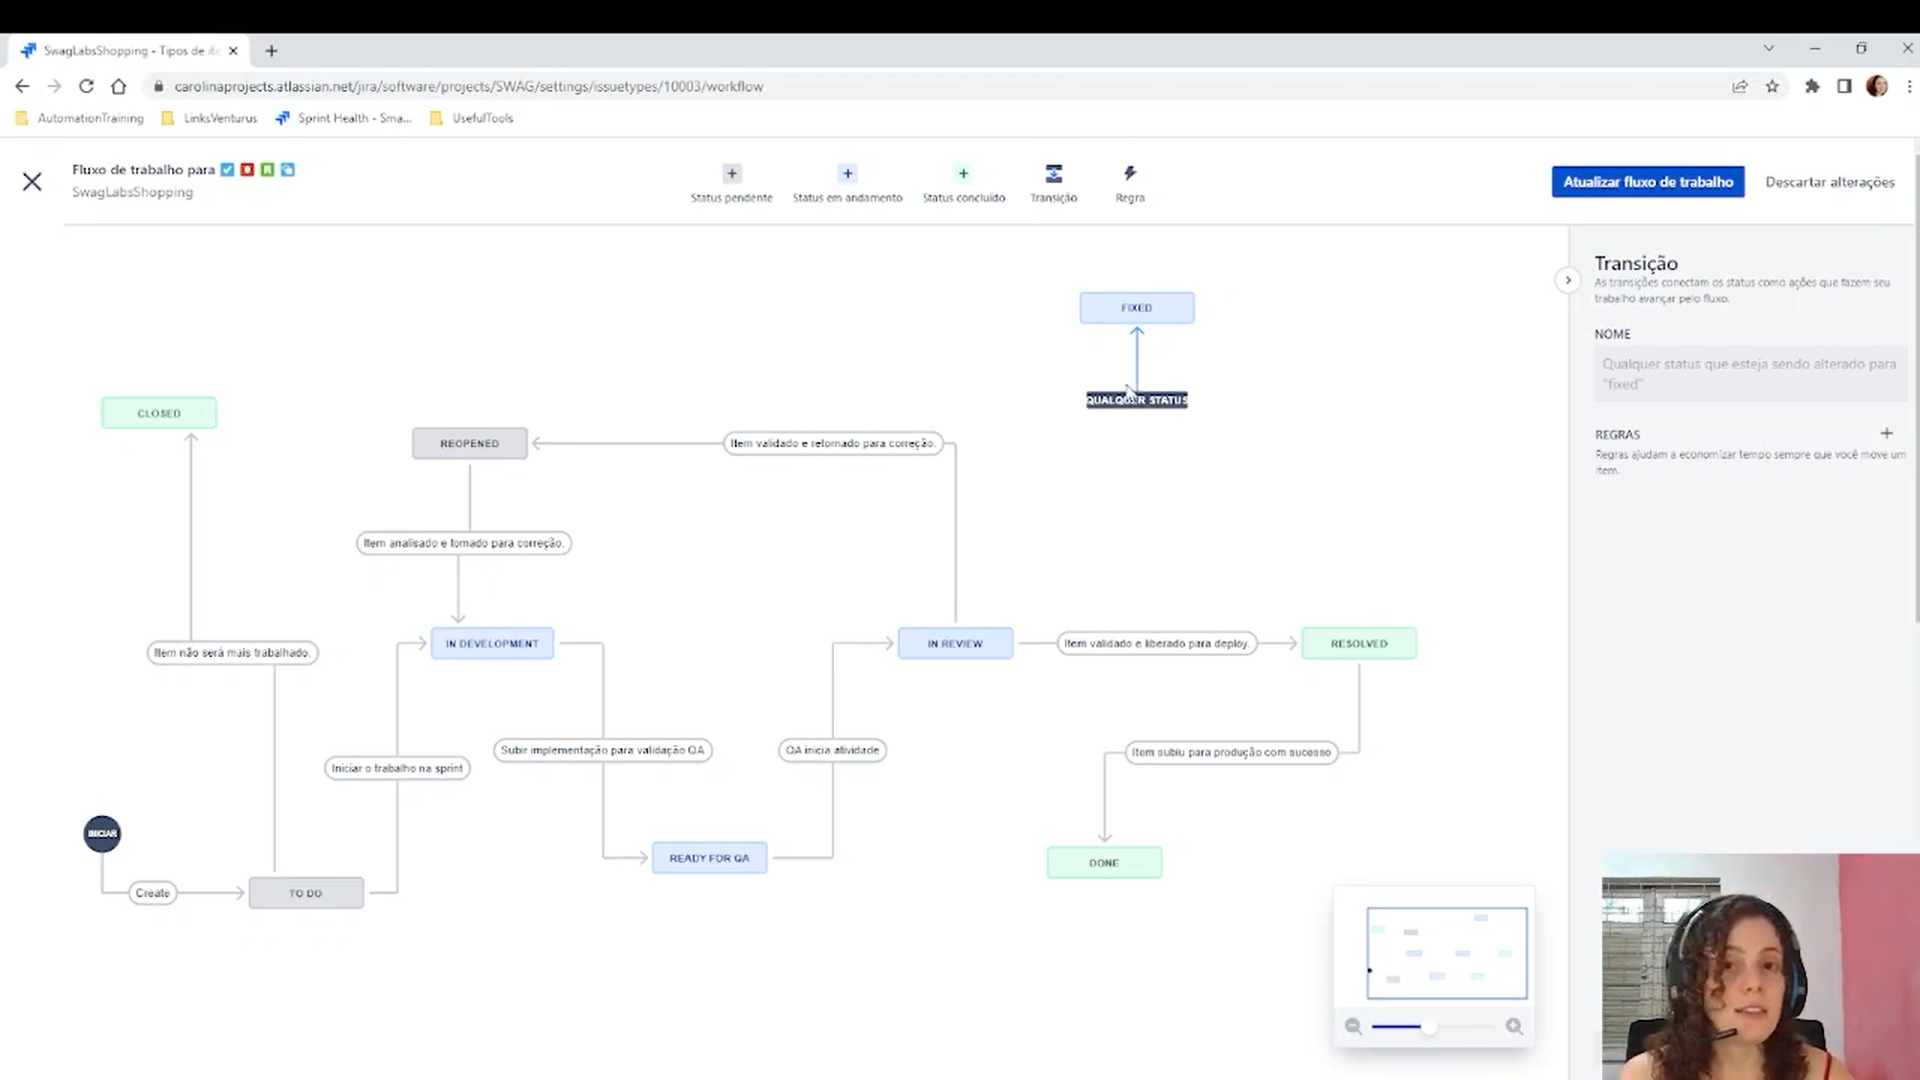 SwagLabsShopping - Tipos de
carolinaprojects.atlassian.net/jira/software/projects/SWAG/settings/issuetypes/10003/workflow
AutomationTraining
LinksVenturus
Sprint Health - Sma...
UsefulTools
Fluxo de trabalho para
SwagLabsShopping
Status pendente
Status em andamento
Status concluído
Transição
Regra
Atualizar fluxo de trabalho
Descartar alterações
Transição
As transições conectam os status como ações que fazem seu
trabalho avançar pelo fluxo.
NOME
Qualquer status que esteja sendo alterado para
"fixed"
REGRAS
Regras ajudam a economizar tempo sempre que você move um
item.
FIXED
QUALQUER STATUS
CLOSED
REOPENED
Item validado e retornado para correção.
Item analisado e tomado para correção.
Item não será mais trabalhado.
IN DEVELOPMENT
IN REVIEW
Item validado e liberado para deploy.
RESOLVED
Subir implementação para validação QA
QA inicia atividade
Item subiu para produção com sucesso
Iniciar o trabalho na sprint
INICIAR
READY FOR QA
DONE
Create
TO DO